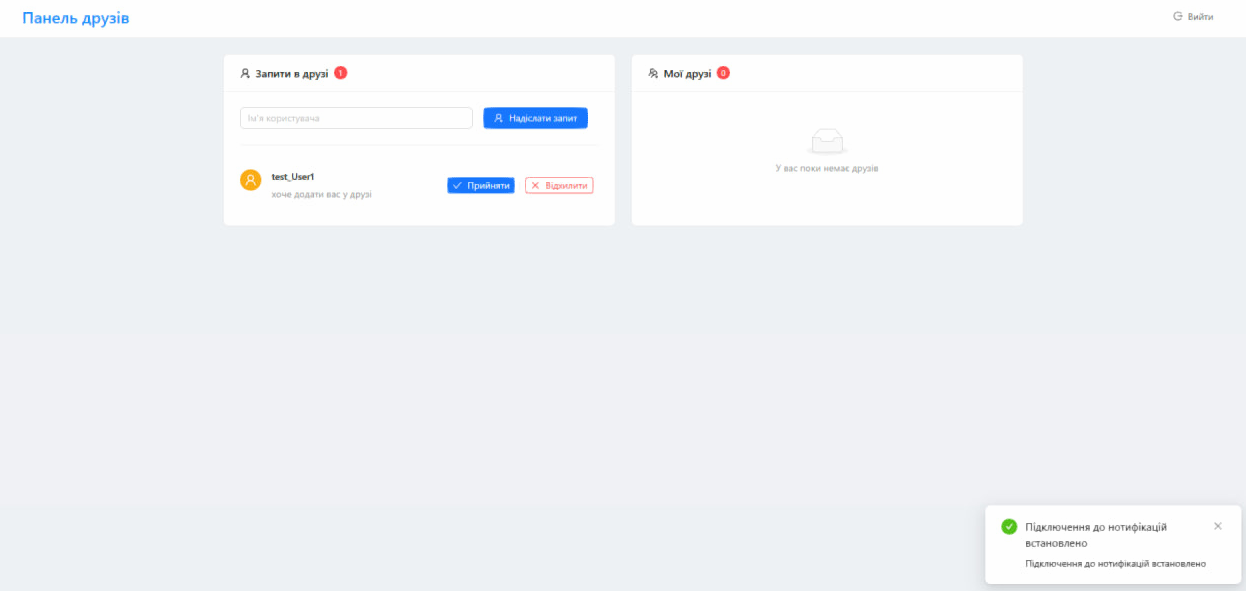 Панель друзів
Вийти
Запити в друзі 1
Ім'я користувача
Надіслати запит
test_User1
хоче додати вас у друзі
Прийняти
Відхилити
Мої друзі 0
У вас поки немає друзів
Підключення до нотифікацій
встановлено
Підключення до нотифікацій встановлено